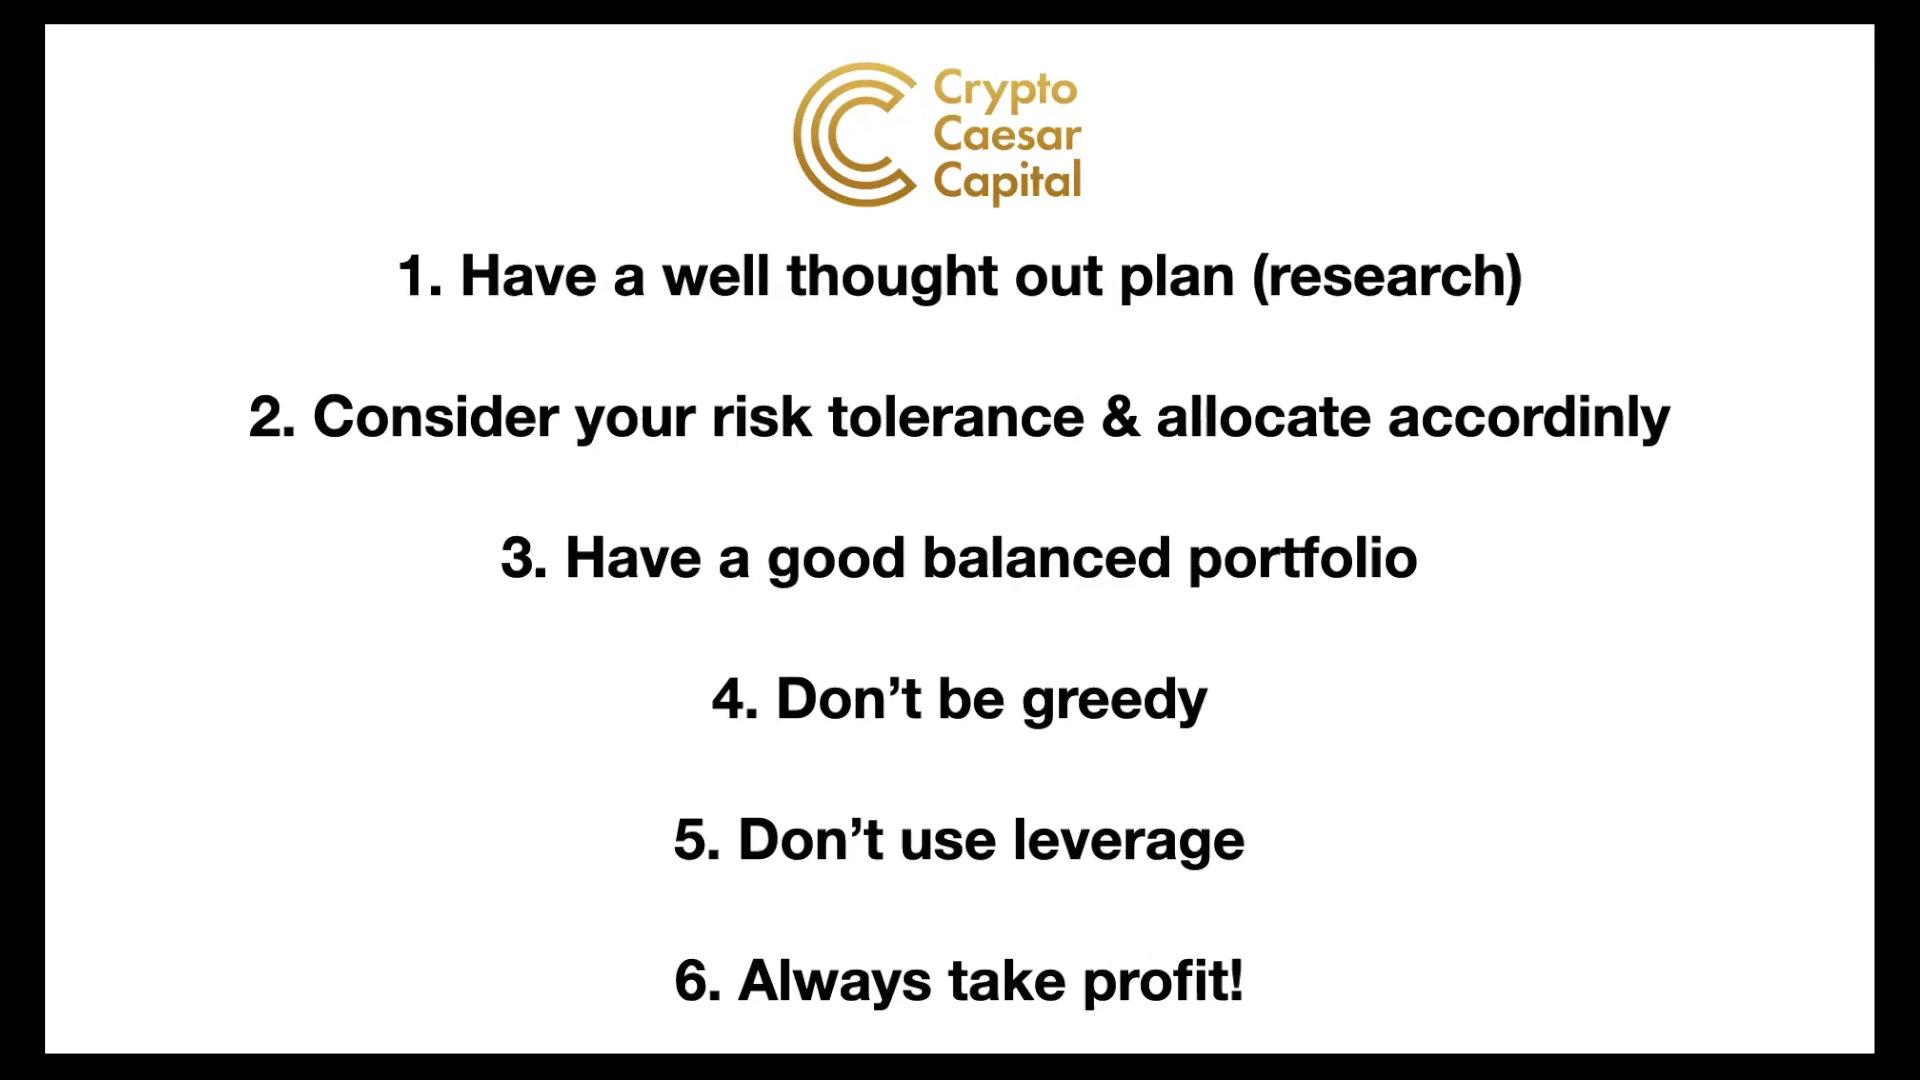 Crypto
Caesar
Capital
1. Have a well thought out plan (research)
2. Consider your risk tolerance & allocate accordinly
3. Have a good balanced portfolio
4. Don’t be greedy
5. Don’t use leverage
6. Always take profit!